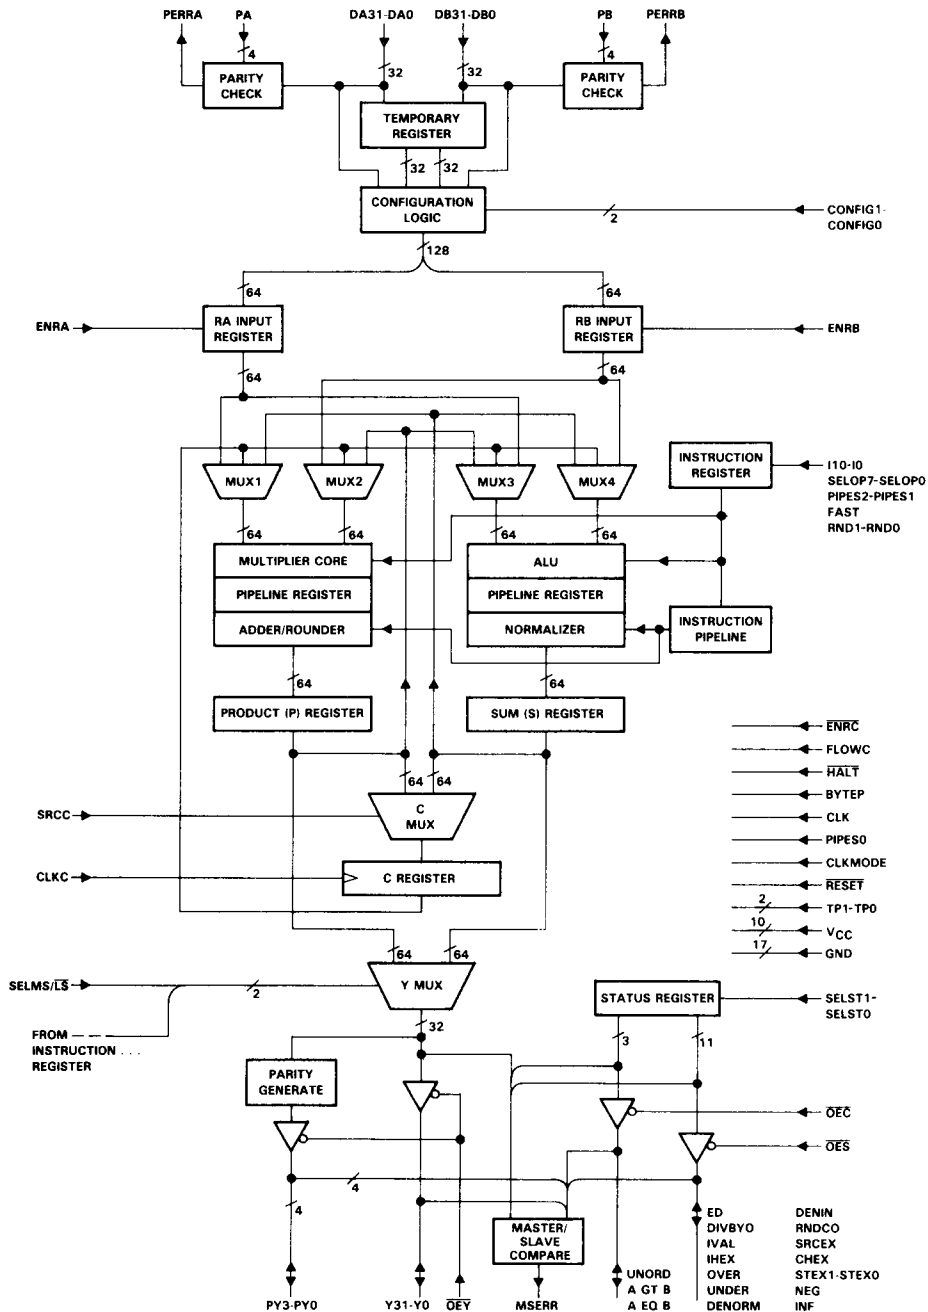 PERRA PA DA31-DA0 DB31-DB0 PB PERRB
4 32 32 4
PARITY
CHECK
PARITY
CHECK
TEMPORARY
REGISTER
32 32
CONFIGURATION
LOGIC
2
CONFIG1-
CONFIG0
128
64 64
ENRA
RA INPUT
REGISTER
RB INPUT
REGISTER
ENRB
64 64
MUX1 MUX2 MUX3 MUX4
INSTRUCTION
REGISTER
I10-I0
SELOP7-SELOP0
PIPES2-PIPES1
FAST
RND1-RND0
64 64 64 64
MULTIPLIER CORE
PIPELINE REGISTER
ADDER/ROUNDER
ALU
PIPELINE REGISTER
NORMALIZER
INSTRUCTION
PIPELINE
64 64
PRODUCT (P) REGISTER
SUM (S) REGISTER
ENRC
FLOWC
HALT
BYTEP
CLK
PIPES0
CLKMODE
RESET
2 TP1-TP0
10 VCC
17 GND
64 64
SRCC
C
MUX
CLKC
C REGISTER
64 64
SELMS/LS
2
Y MUX
FROM
INSTRUCTION . . .
REGISTER
32
STATUS REGISTER
SELST1-
SELST0
3 11
PARITY
GENERATE
OEC
OES
4
4
MASTER/
SLAVE
COMPARE
PY3-PY0 Y31-Y0 OEY MSERR
UNORD
A GT B
A EQ B
ED
DIVBY0
IVAL
IHEX
OVER
UNDER
DENORM
DENIN
RNDCO
SRCEX
CHEX
STEX1-STEX0
NEG
INF